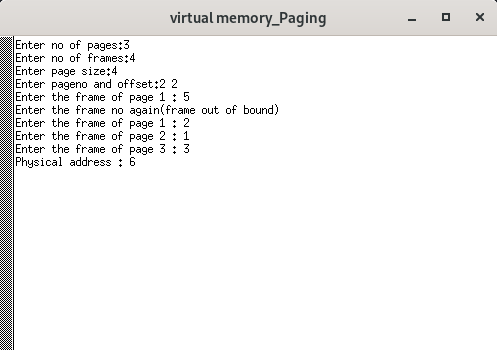 virtual memory_Paging
Enter no of pages:3
Enter no of frames:4
Enter page size:4
Enter pageno and offset:2 2
Enter the frame of page 1 : 5
Enter the frame no again(frame out of bound)
Enter the frame of page 1 : 2
Enter the frame of page 2 : 1
Enter the frame of page 3 : 3
Physical address : 6